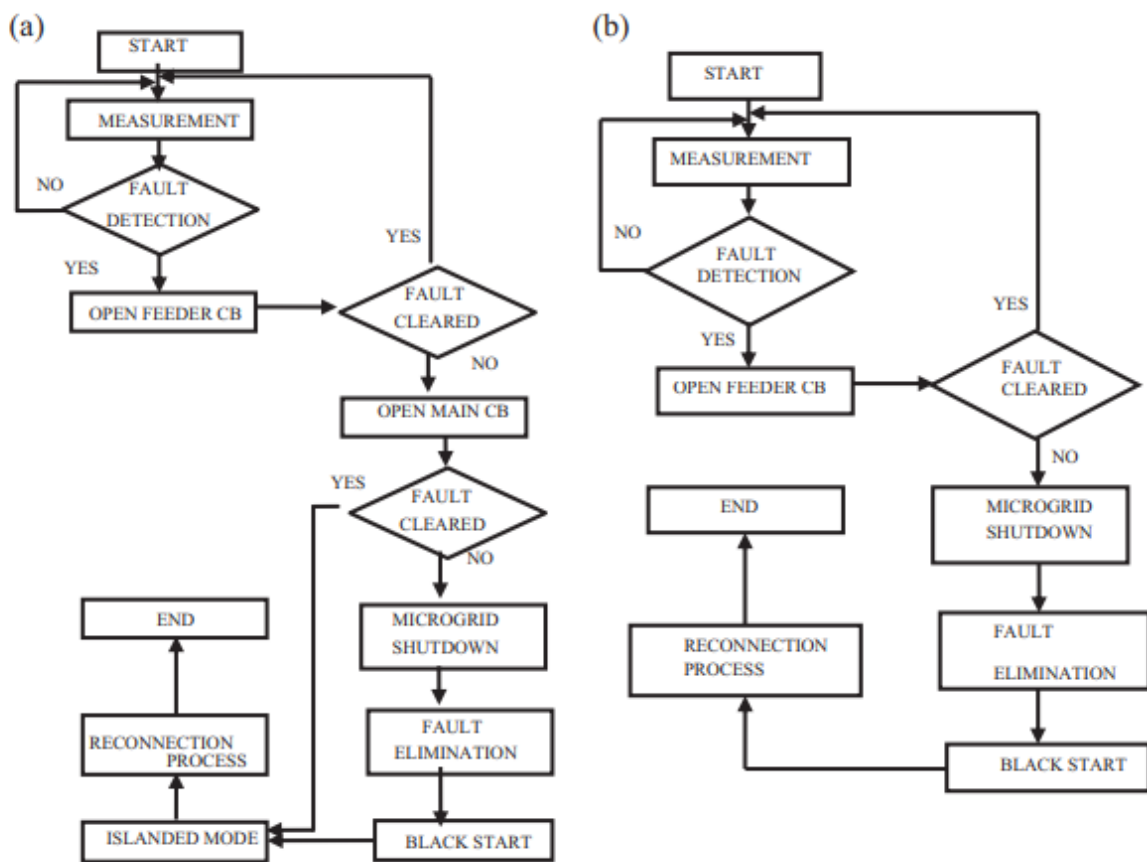 (a)
START
MEASUREMENT
NO
FAULT
DETECTION
YES
OPEN FEEDER CB
YES
FAULT
CLEARED
NO
OPEN MAIN CB
YES
FAULT
CLEARED
NO
MICROGRID
SHUTDOWN
FAULT
ELIMINATION
BLACK START
ISLANDED MODE
RECONNECTION
PROCESS
END
(b)
START
MEASUREMENT
NO
FAULT
DETECTION
YES
OPEN FEEDER CB
YES
FAULT
CLEARED
NO
MICROGRID
SHUTDOWN
FAULT
ELIMINATION
BLACK START
RECONNECTION
PROCESS
END